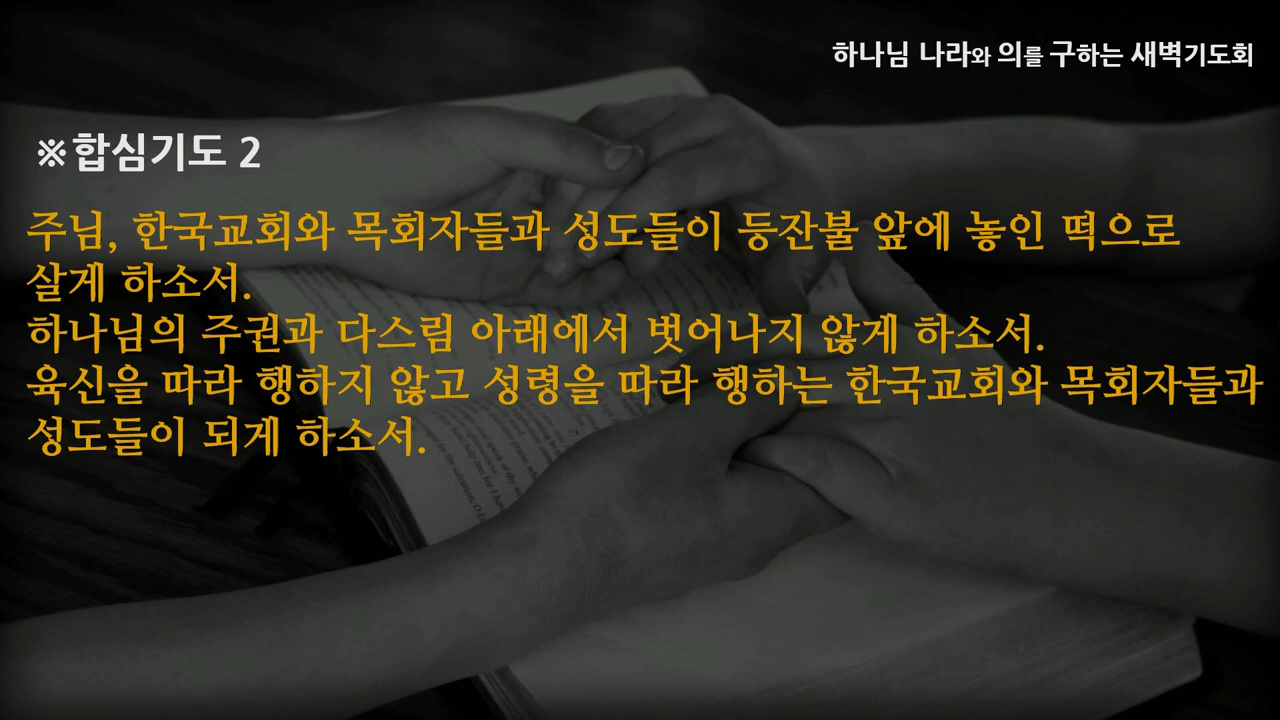 하나님 나라와 의를 구하는 새벽기도회
※합심기도 2
주님, 한국교회와 목회자들과 성도들이 등잔불 앞에 놓인 떡으로
살게 하소서.
하나님의 주권과 다스림 아래에서 벗어나지 않게 하소서.
육신을 따라 행하지 않고 성령을 따라 행하는 한국교회와 목회자들과
성도들이 되게 하소서.